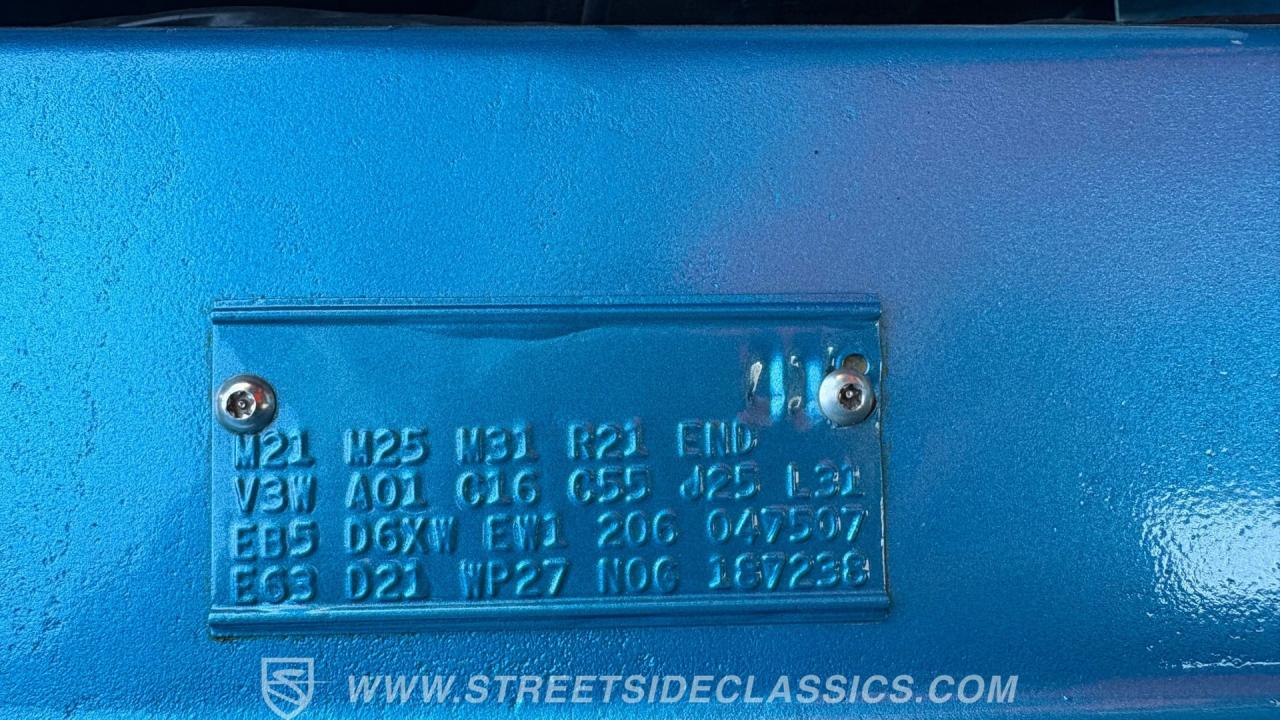 M21 M25 M31 R21 END
V3W A01 C16 C55 J25 L31
EB5 D6XW EW1 206 047507
E63 D21 WP27 N0G 187238
WWW.STREETSIDECLASSICS.COM